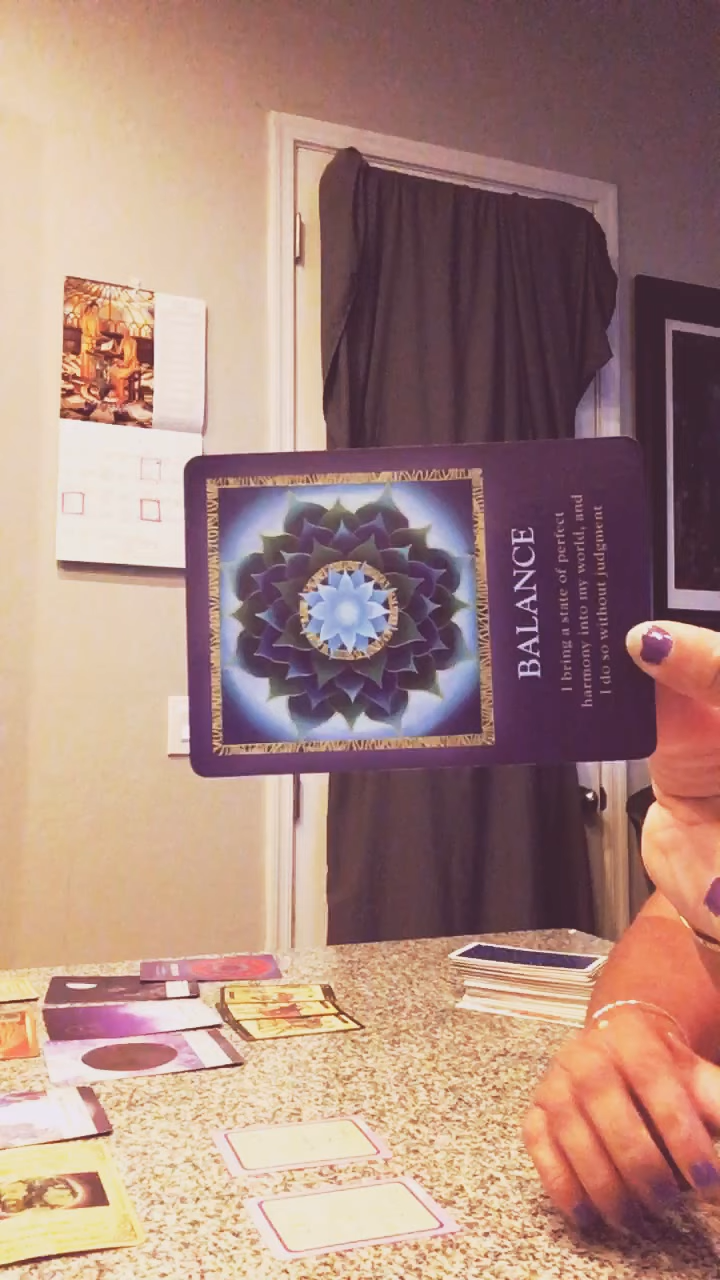 BALANCE
I bring a state of perfect
harmony into my world, and
I do so without judgment